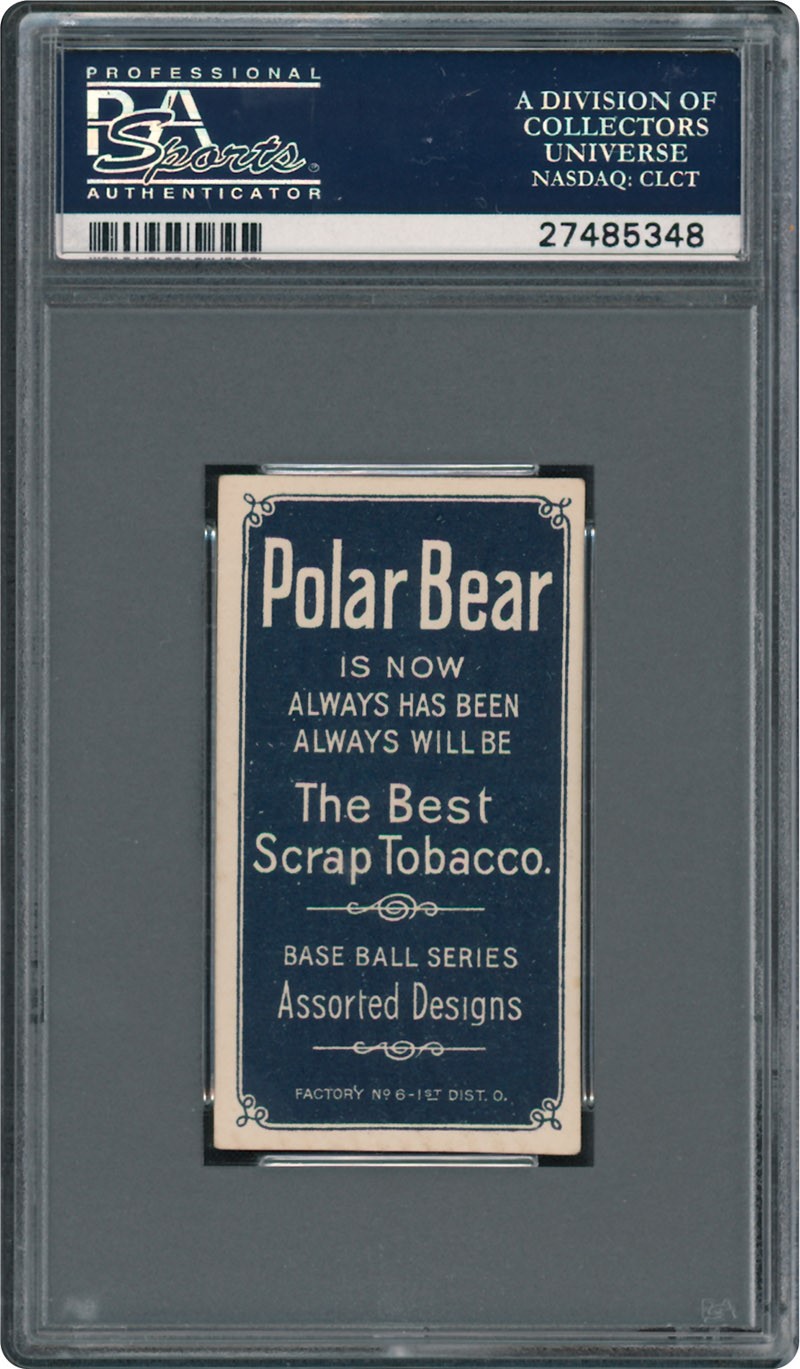 PROFESSIONAL
PSA
Sports
AUTHENTICATOR
A DIVISION OF
COLLECTORS
UNIVERSE
NASDAQ: CLCT
27485348
Polar Bear
IS NOW
ALWAYS HAS BEEN
ALWAYS WILL BE
The Best
Scrap Tobacco.
BASE BALL SERIES
Assorted Designs
FACTORY Nº 6-1ST DIST. O.
PSA